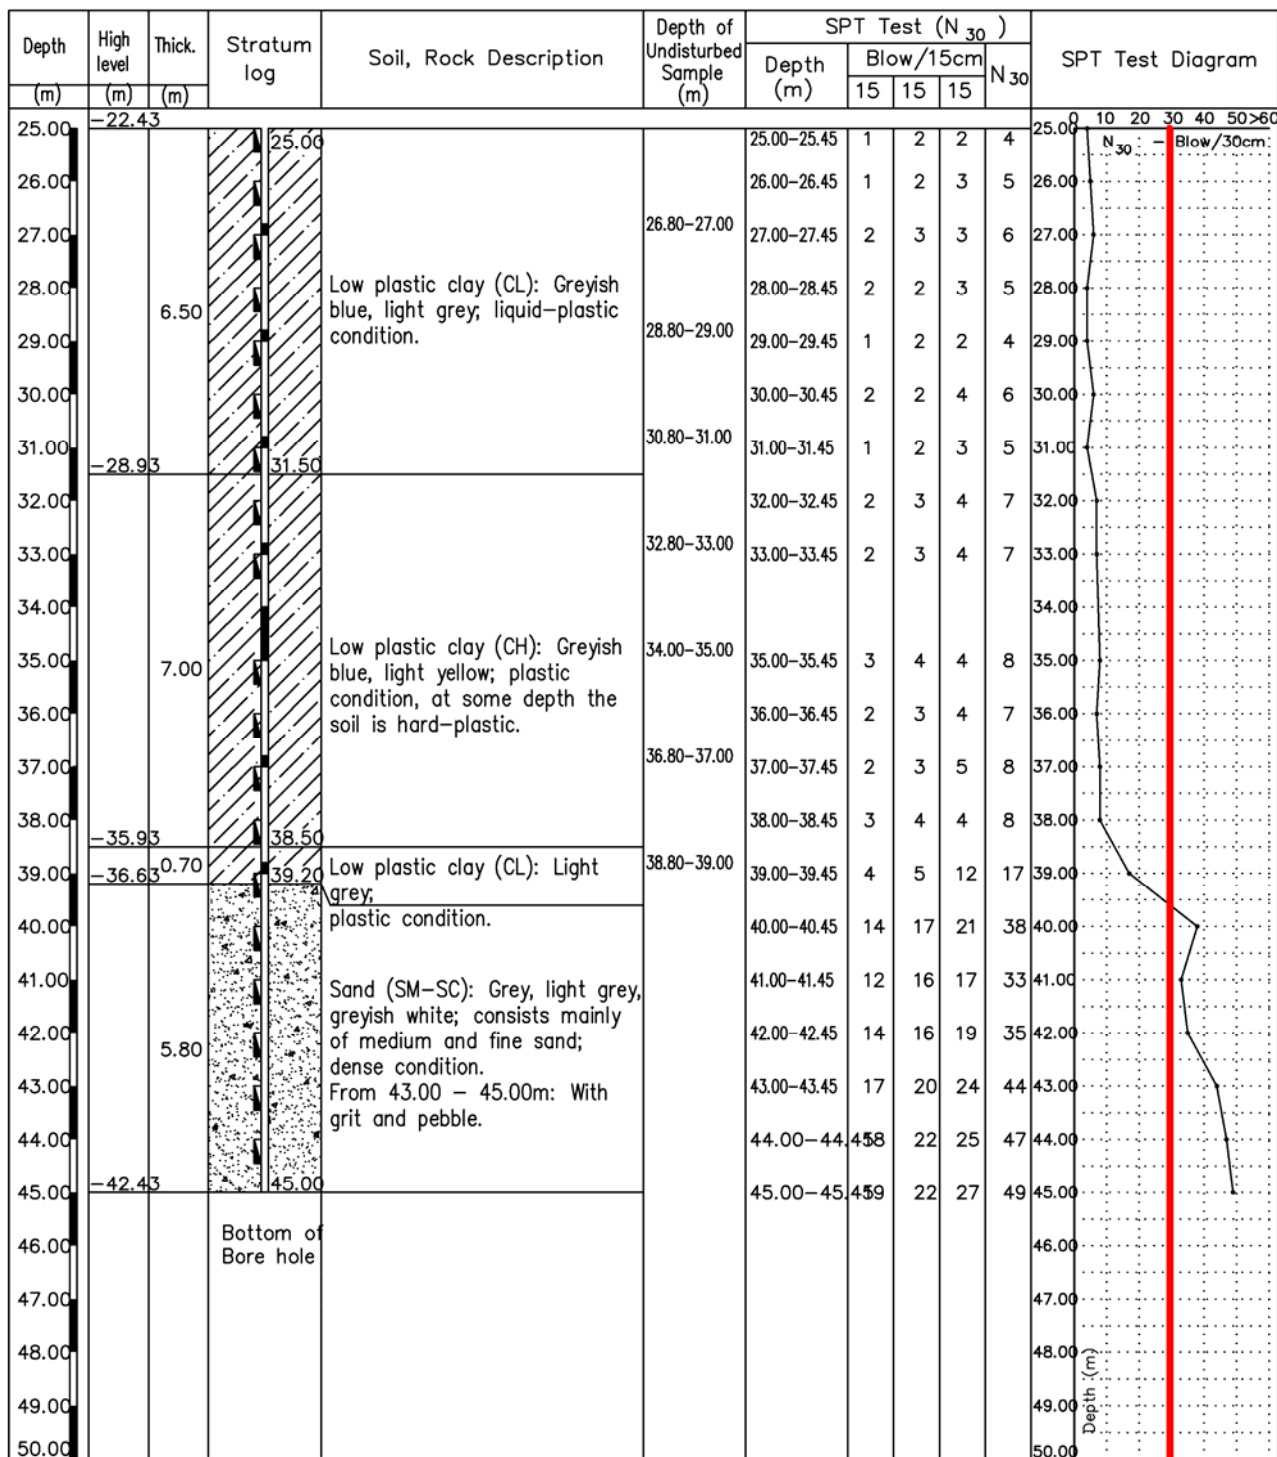 Depth
(m)
High
level
(m)
Thick.
(m)
Stratum
log
Soil, Rock Description
Depth of
Undisturbed
Sample
(m)
SPT Test (N 30 )
Depth
(m)
Blow/15cm
15 15 15
N 30
SPT Test Diagram
0 10 20 30 40 50 >60
N 30 - Blow/30cm
-22.43
25.00 25.00 25.00-25.45 1 2 2 4 25.00
26.00 26.00-26.45 1 2 3 5 26.00
26.80-27.00
27.00 27.00-27.45 2 3 3 6 27.00
28.00 28.00-28.45 2 2 3 5 28.00
6.50
Low plastic clay (CL): Greyish
blue, light grey; liquid-plastic
condition.
28.80-29.00
29.00 29.00-29.45 1 2 2 4 29.00
30.00 30.00-30.45 2 2 4 6 30.00
30.80-31.00
31.00 31.00-31.45 1 2 3 5 31.00
-28.93 31.50
32.00 32.00-32.45 2 3 4 7 32.00
32.80-33.00
33.00 33.00-33.45 2 3 4 7 33.00
34.00 34.00
34.00-35.00
35.00 35.00-35.45 3 4 4 8 35.00
7.00
Low plastic clay (CH): Greyish
blue, light yellow; plastic
condition, at some depth the
soil is hard-plastic.
36.00 36.00-36.45 2 3 4 7 36.00
36.80-37.00
37.00 37.00-37.45 2 3 5 8 37.00
38.00 38.00-38.45 3 4 4 8 38.00
-35.93 38.50
0.70
38.80-39.00
39.00 39.00-39.45 4 5 12 17 39.00
-36.63 39.20
Low plastic clay (CL): Light
grey;
plastic condition.
40.00 40.00-40.45 14 17 21 38 40.00
41.00 41.00-41.45 12 16 17 33 41.00
42.00 42.00-42.45 14 16 19 35 42.00
5.80
Sand (SM-SC): Grey, light grey,
greyish white; consists mainly
of medium and fine sand;
dense condition.
From 43.00 - 45.00m: With
grit and pebble.
43.00 43.00-43.45 17 20 24 44 43.00
44.00 44.00-44.45 18 22 25 47 44.00
-42.43 45.00
45.00 45.00-45.45 19 22 27 49 45.00
Bottom of
Bore hole
46.00 46.00
47.00 47.00
48.00 48.00
49.00 49.00
50.00 50.00
Depth (m)